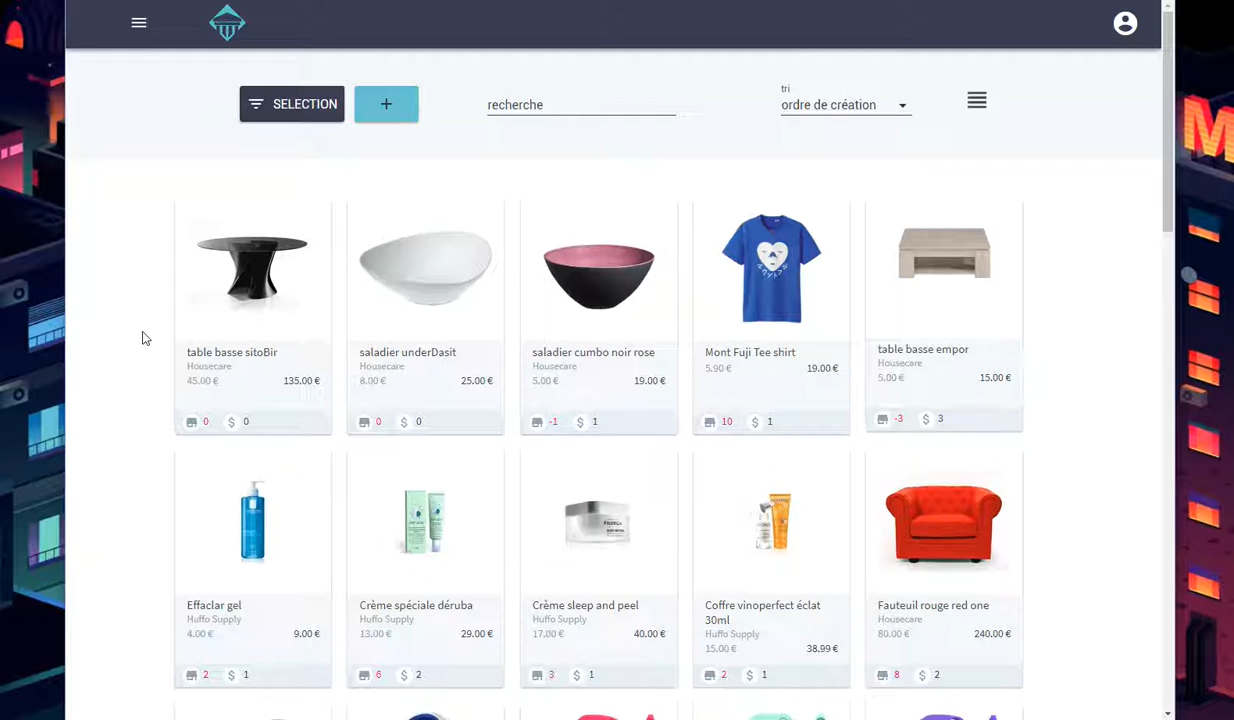 SELECTION
+
recherche
tri
ordre de création
table basse sitoBir
Housecare
45.00 €
135.00 €
0
0
saladier underDasit
Housecare
8.00 €
25.00 €
0
0
saladier cumbo noir rose
Housecare
5.00 €
19.00 €
-1
1
Mont Fuji Tee shirt
5.90 €
19.00 €
10
1
table basse empor
Housecare
5.00 €
15.00 €
-3
3
Effaclar gel
Huffo Supply
4.00 €
9.00 €
2
1
Crème spéciale déruba
Huffo Supply
13.00 €
29.00 €
6
2
Crème sleep and peel
Huffo Supply
17.00 €
40.00 €
3
1
Coffre vinoperfect éclat
30ml
Huffo Supply
15.00 €
38.99 €
2
1
Fauteuil rouge red one
Housecare
80.00 €
240.00 €
8
2
M